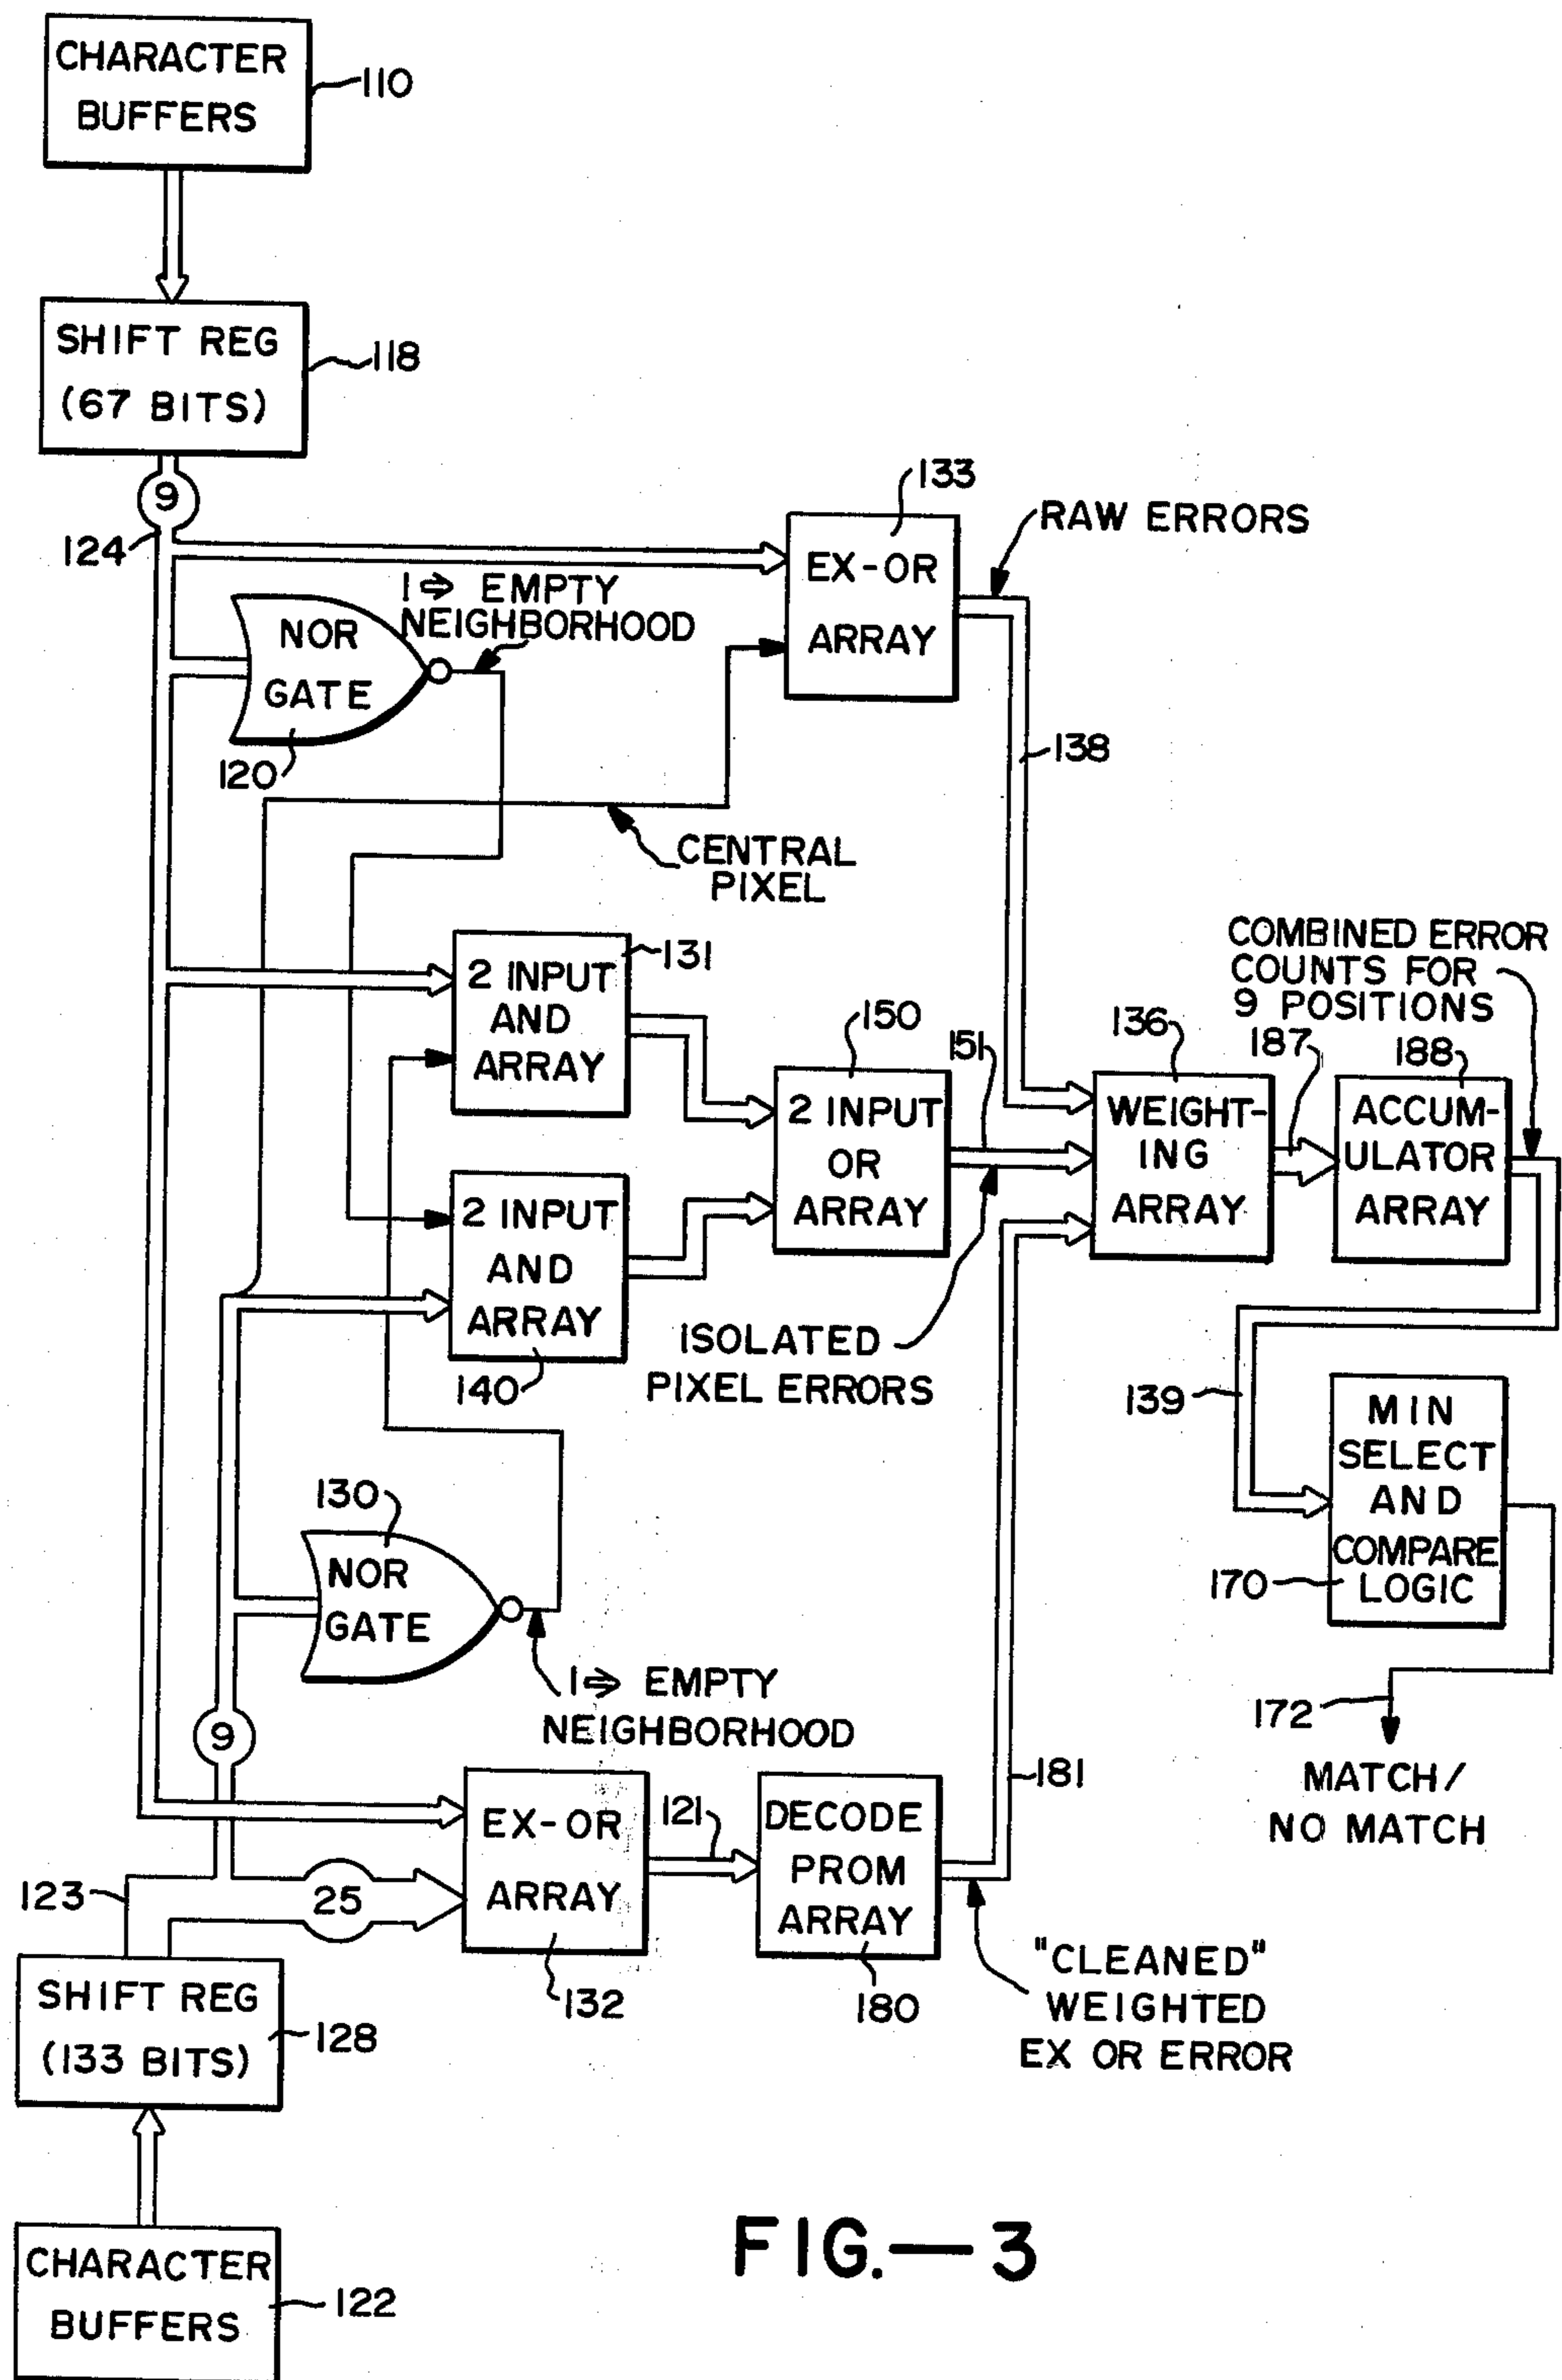 CHARACTER
BUFFERS
110
SHIFT REG
(67 BITS)
118
9
124
133
EX-OR
ARRAY
RAW ERRORS
1⇨ EMPTY
NEIGHBORHOOD
NOR
GATE
120
138
CENTRAL
PIXEL
2 INPUT
AND
ARRAY
131
COMBINED ERROR
COUNTS FOR
9 POSITIONS
150
151
136
187
188
2 INPUT
OR
ARRAY
WEIGHT-
ING
ARRAY
ACCUM-
ULATOR
ARRAY
2 INPUT
AND
ARRAY
140
ISOLATED
PIXEL ERRORS
139
MIN
SELECT
AND
COMPARE
LOGIC
170
130
NOR
GATE
1⇨ EMPTY
NEIGHBORHOOD
172
MATCH/
NO MATCH
9
181
EX-OR
ARRAY
132
121
DECODE
PROM
ARRAY
180
123
25
"CLEANED"
WEIGHTED
EX OR ERROR
SHIFT REG
(133 BITS)
128
CHARACTER
BUFFERS
122
FIG.—3